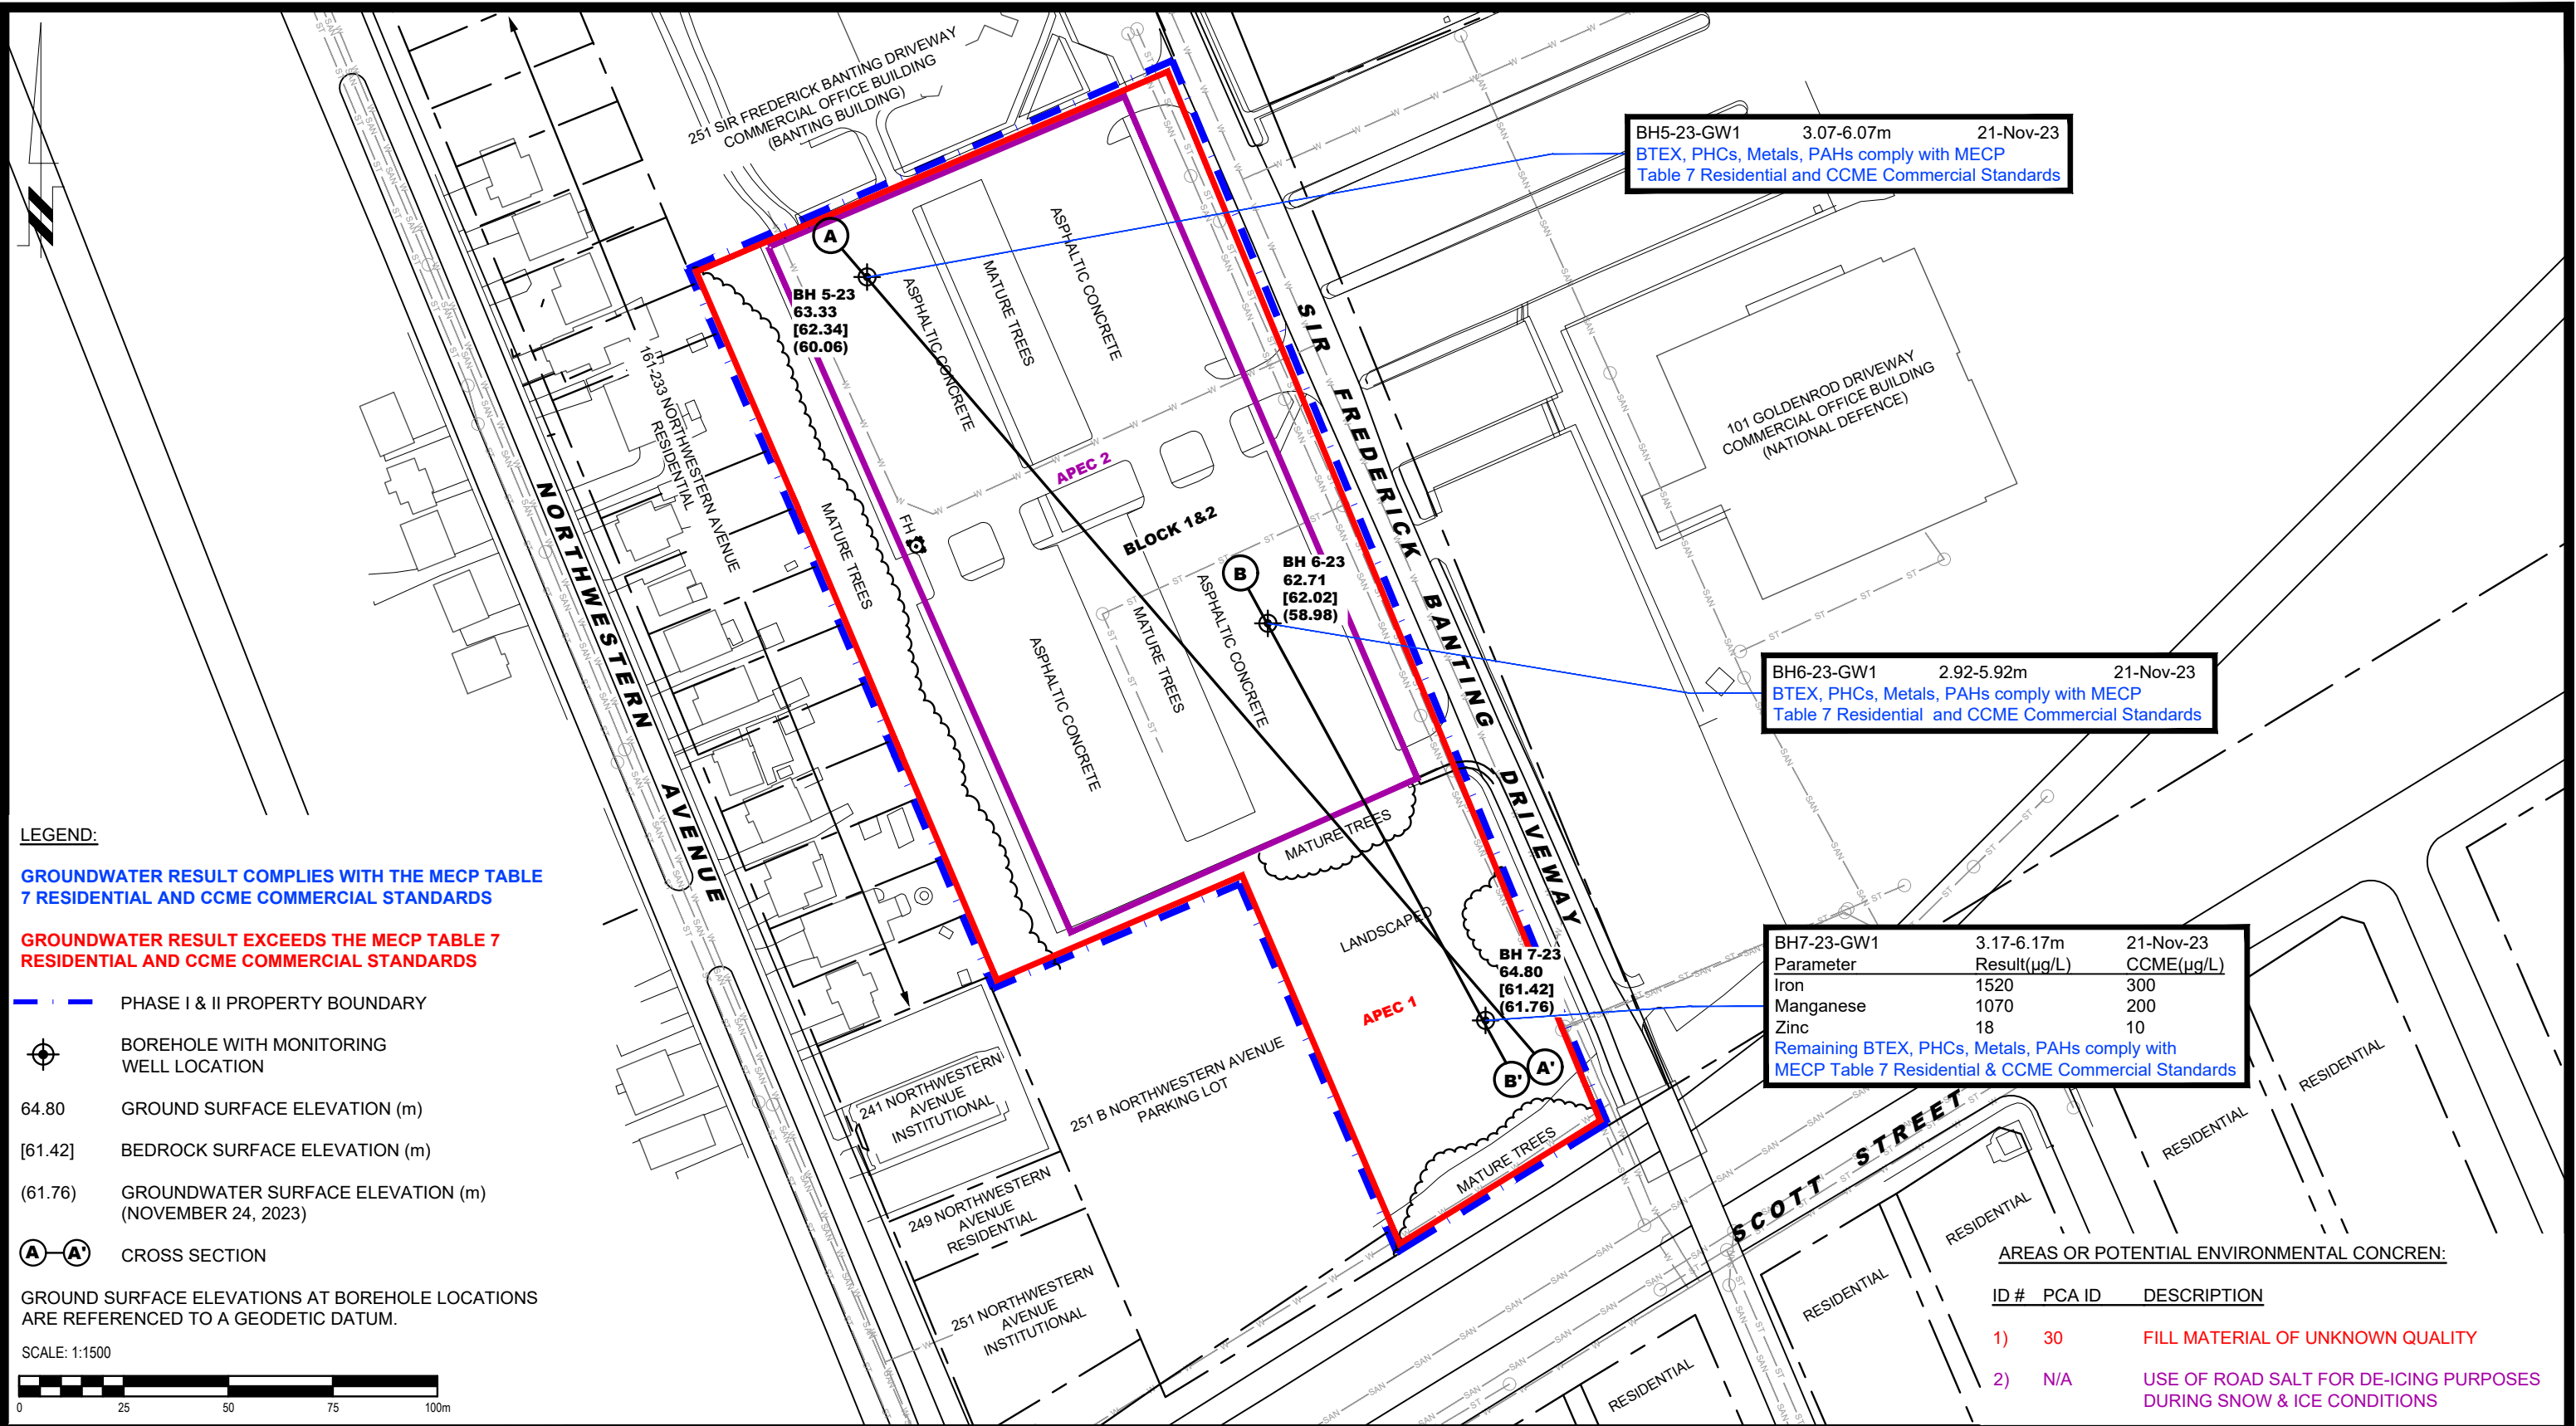 251 SIR FREDERICK BANTING DRIVEWAY
COMMERCIAL OFFICE BUILDING
(BANTING BUILDING)
BH5-23-GW1 3.07-6.07m 21-Nov-23
BTEX, PHCs, Metals, PAHs comply with MECP
Table 7 Residential and CCME Commercial Standards
A
BH 5-23
63.33
[62.34]
(60.06)
ASPHALTIC CONCRETE
MATURE TREES
ASPHALTIC CONCRETE
SIR FREDERICK BANTING DRIVEWAY
161-233 NORTHWESTERN AVENUE
RESIDENTIAL
101 GOLDENROD DRIVEWAY
COMMERCIAL OFFICE BUILDING
(NATIONAL DEFENCE)
NORTHWESTERN AVENUE
MATURE TREES
FH
APEC 2
BLOCK 1&2
B
BH 6-23
62.71
[62.02]
(58.98)
ASPHALTIC CONCRETE
MATURE TREES
ASPHALTIC CONCRETE
BH6-23-GW1 2.92-5.92m 21-Nov-23
BTEX, PHCs, Metals, PAHs comply with MECP
Table 7 Residential and CCME Commercial Standards
MATURE TREES
LANDSCAPED
APEC 1
BH 7-23
64.80
[61.42]
(61.76)
B'
A'
MATURE TREES
BH7-23-GW1 3.17-6.17m 21-Nov-23
Parameter Result(µg/L) CCME(µg/L)
Iron 1520 300
Manganese 1070 200
Zinc 18 10
Remaining BTEX, PHCs, Metals, PAHs comply with
MECP Table 7 Residential & CCME Commercial Standards
241 NORTHWESTERN
AVENUE
INSTITUTIONAL
251 B NORTHWESTERN AVENUE
PARKING LOT
249 NORTHWESTERN
AVENUE
RESIDENTIAL
251 NORTHWESTERN
AVENUE
INSTITUTIONAL
SCOTT STREET
RESIDENTIAL
RESIDENTIAL
RESIDENTIAL
RESIDENTIAL
RESIDENTIAL
LEGEND:
GROUNDWATER RESULT COMPLIES WITH THE MECP TABLE
7 RESIDENTIAL AND CCME COMMERCIAL STANDARDS
GROUNDWATER RESULT EXCEEDS THE MECP TABLE 7
RESIDENTIAL AND CCME COMMERCIAL STANDARDS
PHASE I & II PROPERTY BOUNDARY
BOREHOLE WITH MONITORING
WELL LOCATION
64.80 GROUND SURFACE ELEVATION (m)
[61.42] BEDROCK SURFACE ELEVATION (m)
(61.76) GROUNDWATER SURFACE ELEVATION (m)
(NOVEMBER 24, 2023)
A A' CROSS SECTION
GROUND SURFACE ELEVATIONS AT BOREHOLE LOCATIONS
ARE REFERENCED TO A GEODETIC DATUM.
SCALE: 1:1500
0 25 50 75 100m
AREAS OR POTENTIAL ENVIRONMENTAL CONCREN:
ID # PCA ID DESCRIPTION
1) 30 FILL MATERIAL OF UNKNOWN QUALITY
2) N/A USE OF ROAD SALT FOR DE-ICING PURPOSES
DURING SNOW & ICE CONDITIONS